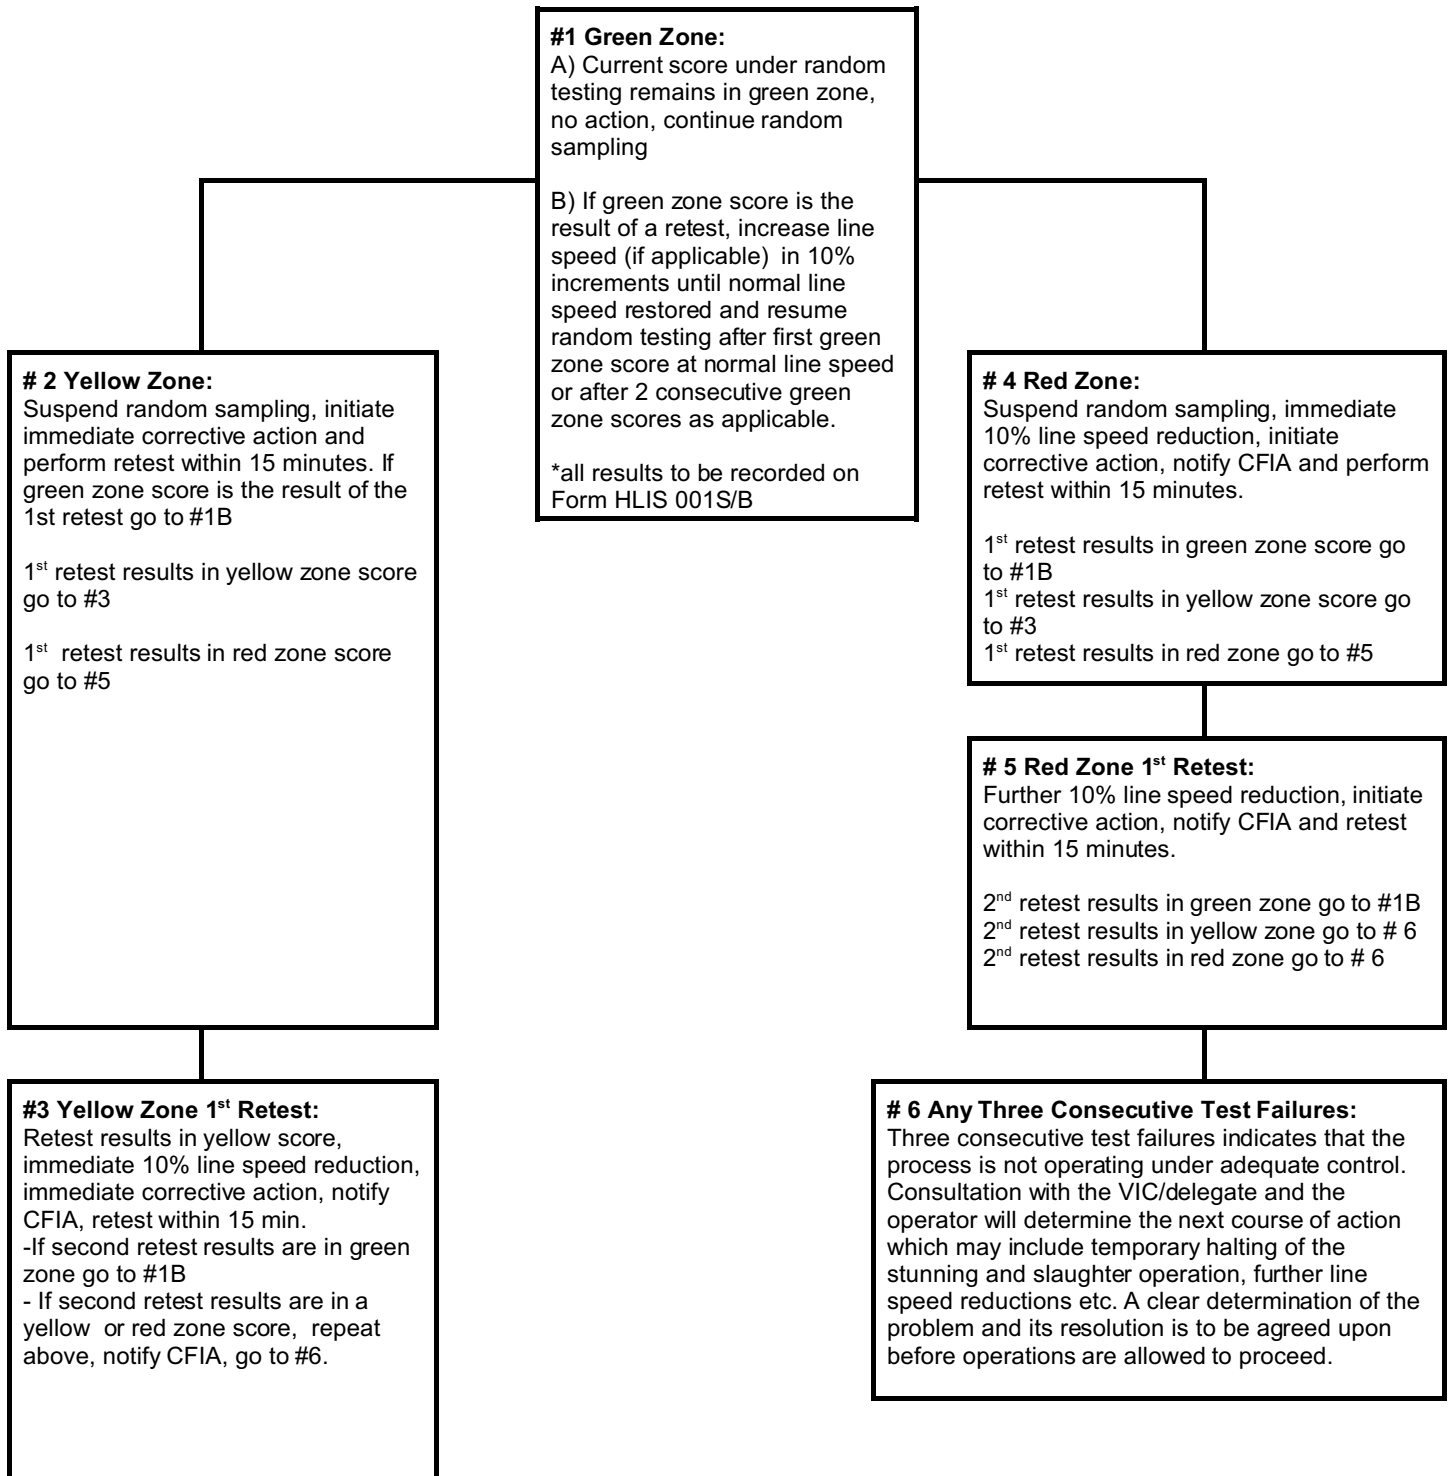 #1 Green Zone:
A) Current score under random
testing remains in green zone,
no action, continue random
sampling
B) If green zone score is the
result of a retest, increase line
speed (if applicable) in 10%
increments until normal line
speed restored and resume
random testing after first green
zone score at normal line speed
or after 2 consecutive green
zone scores as applicable.
*all results to be recorded on
Form HLIS 001S/B
# 2 Yellow Zone:
Suspend random sampling, initiate
immediate corrective action and
perform retest within 15 minutes. If
green zone score is the result of the
1st retest go to #1B
1st retest results in yellow zone score
go to #3
1st retest results in red zone score
go to #5
#3 Yellow Zone 1st Retest:
Retest results in yellow score,
immediate 10% line speed reduction,
immediate corrective action, notify
CFIA, retest within 15 min.
-If second retest results are in green
zone go to #1B
- If second retest results are in a
yellow or red zone score, repeat
above, notify CFIA, go to #6.
# 4 Red Zone:
Suspend random sampling, immediate
10% line speed reduction, initiate
corrective action, notify CFIA and perform
retest within 15 minutes.
1st retest results in green zone score go
to #1B
1st retest results in yellow zone score go
to #3
1st retest results in red zone go to #5
# 5 Red Zone 1st Retest:
Further 10% line speed reduction, initiate
corrective action, notify CFIA and retest
within 15 minutes.
2nd retest results in green zone go to #1B
2nd retest results in yellow zone go to # 6
2nd retest results in red zone go to # 6
# 6 Any Three Consecutive Test Failures:
Three consecutive test failures indicates that the
process is not operating under adequate control.
Consultation with the VIC/delegate and the
operator will determine the next course of action
which may include temporary halting of the
stunning and slaughter operation, further line
speed reductions etc. A clear determination of the
problem and its resolution is to be agreed upon
before operations are allowed to proceed.